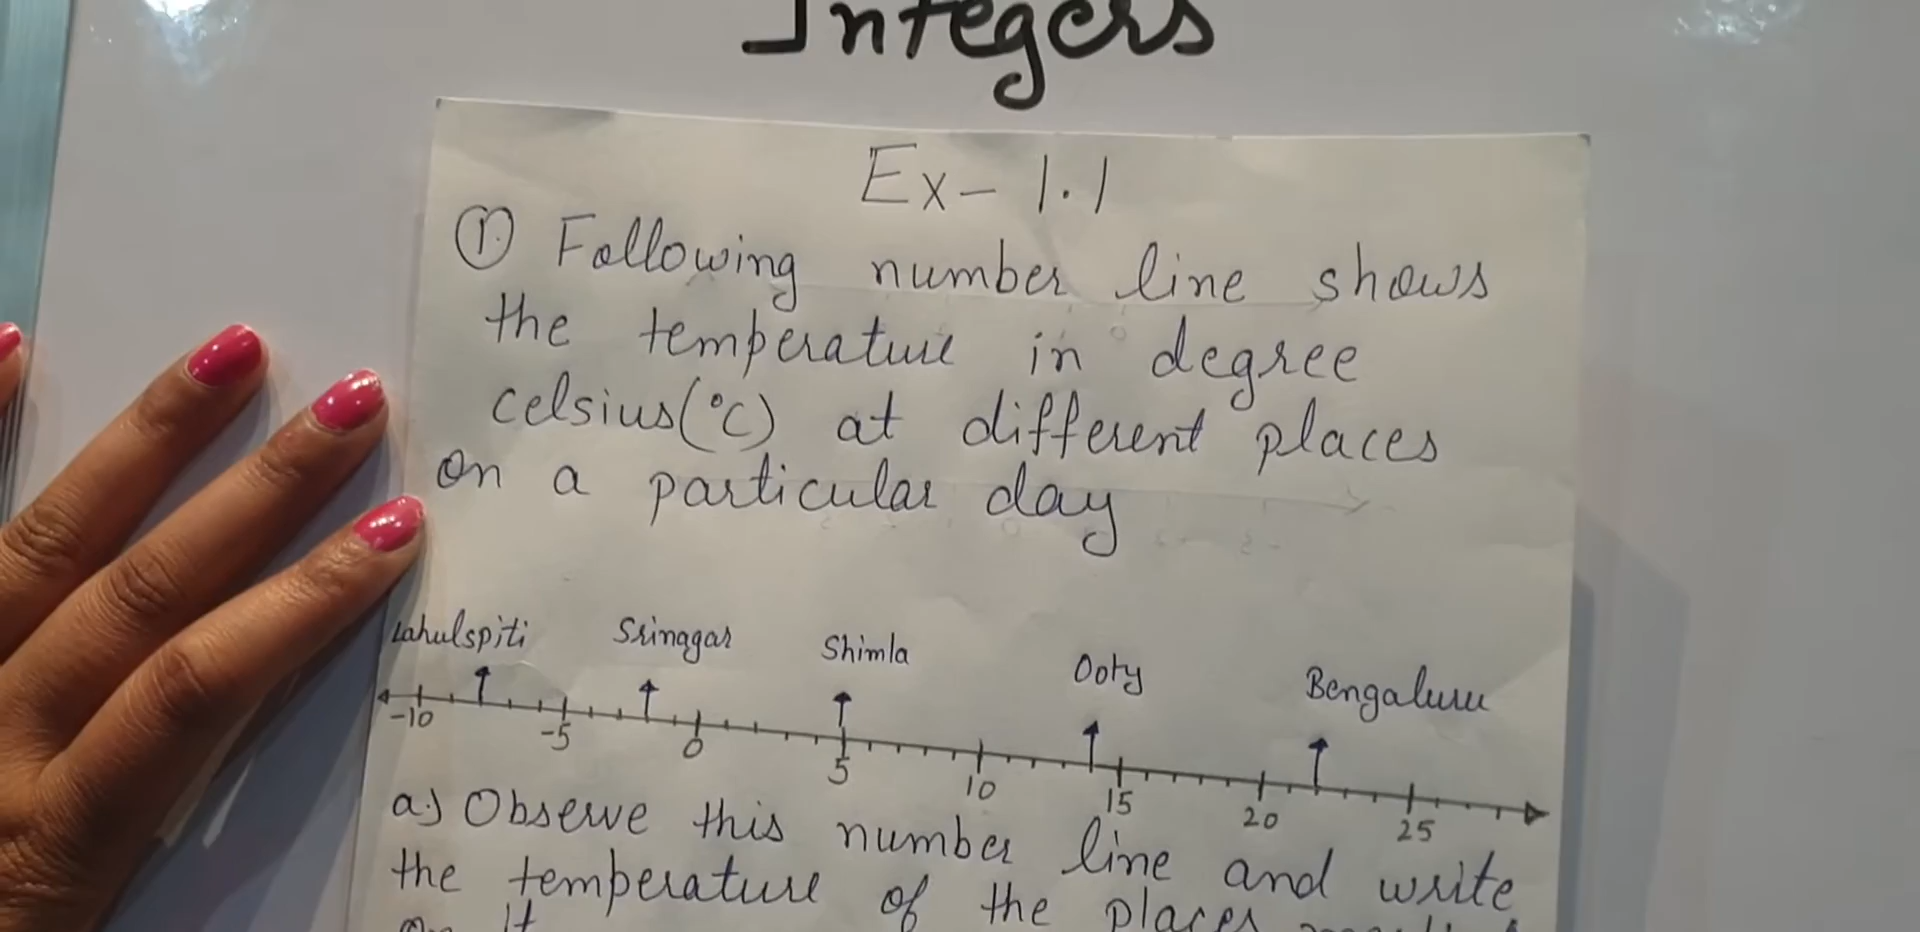 Integers
Ex - 1.1
① Following number line shows
the temperature in degree
celsius (°C) at different places
on a particular day
Lahulspiti Srinagar Shimla Ooty Bengaluru
-10 -5 0 5 10 15 20 25
a.) Observe this number line and write
the temperature of the places
on it